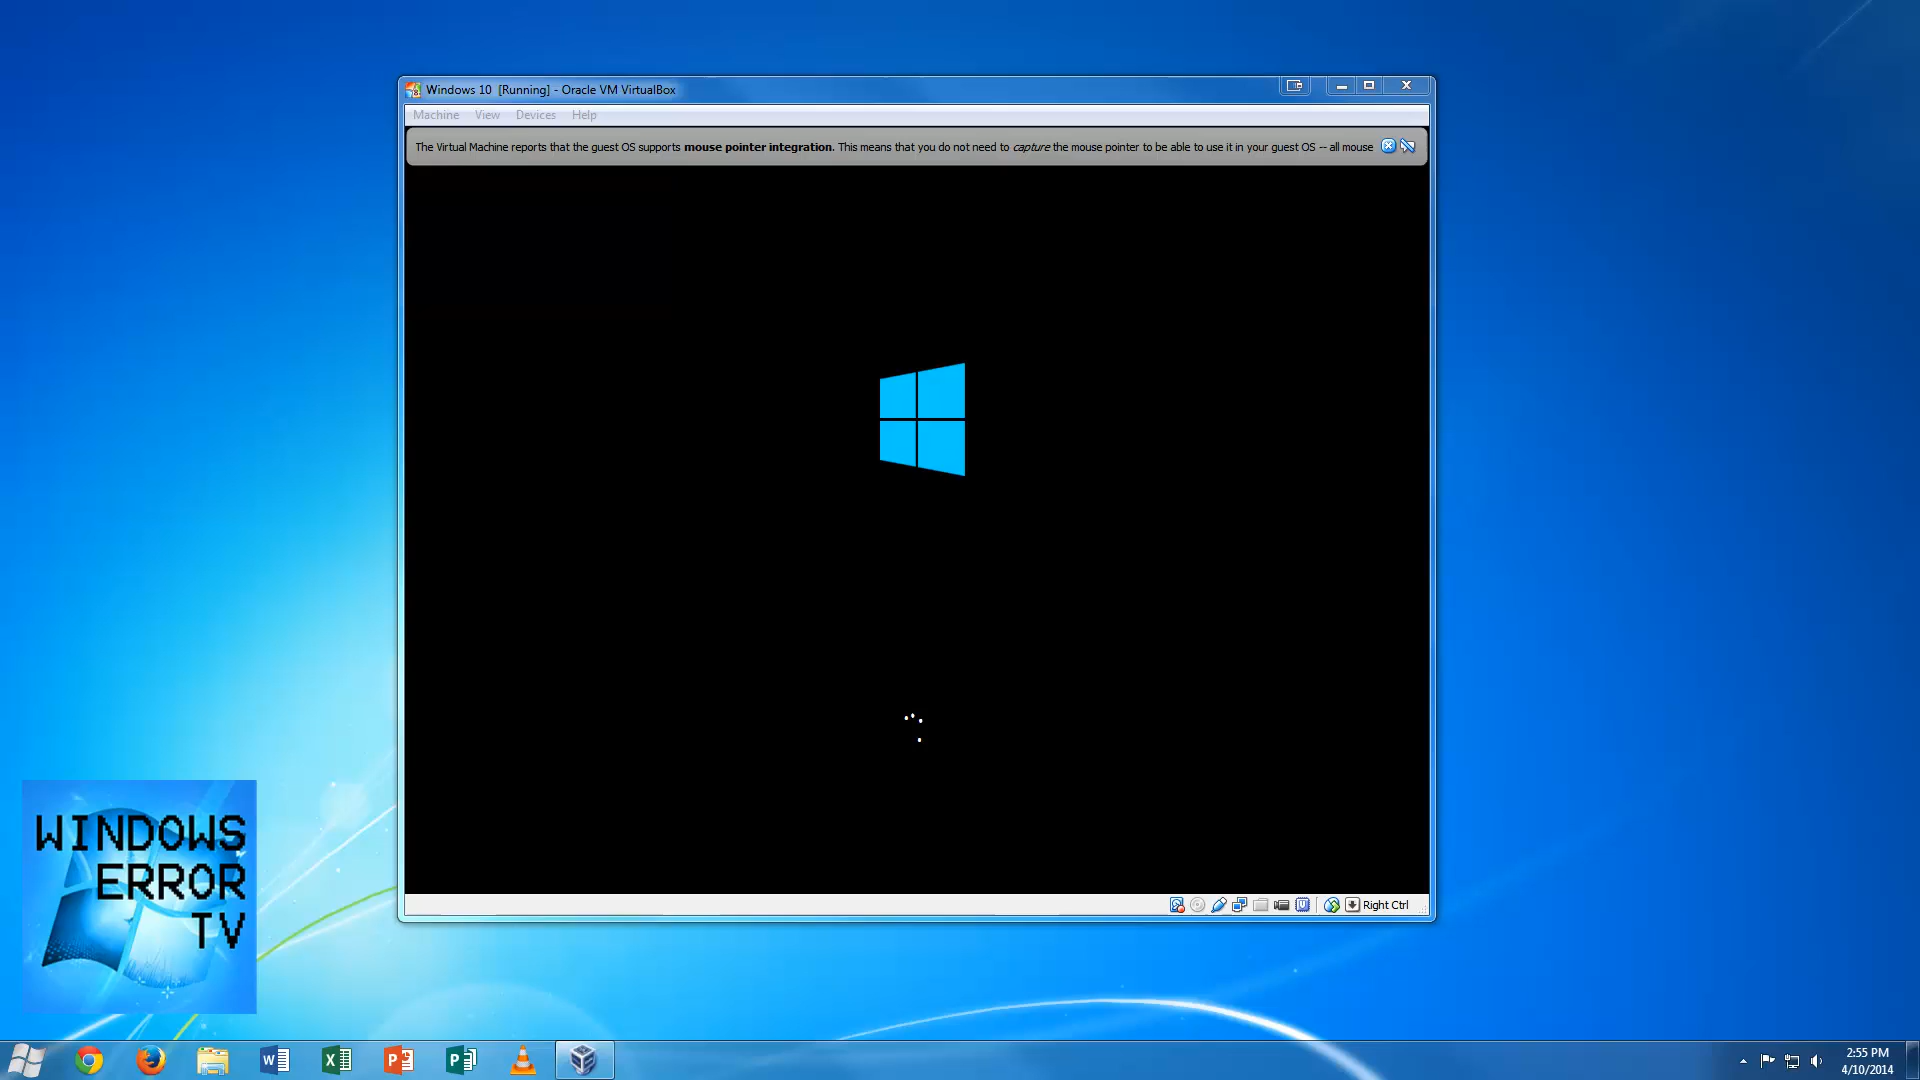 Windows 10 [Running] - Oracle VM VirtualBox
Machine View Devices Help
The Virtual Machine reports that the guest OS supports mouse pointer integration. This means that you do not need to capture the mouse pointer to be able to use it in your guest OS -- all mouse
WINDOWS
ERROR
TV
Right Ctrl
2:55 PM
4/10/2014